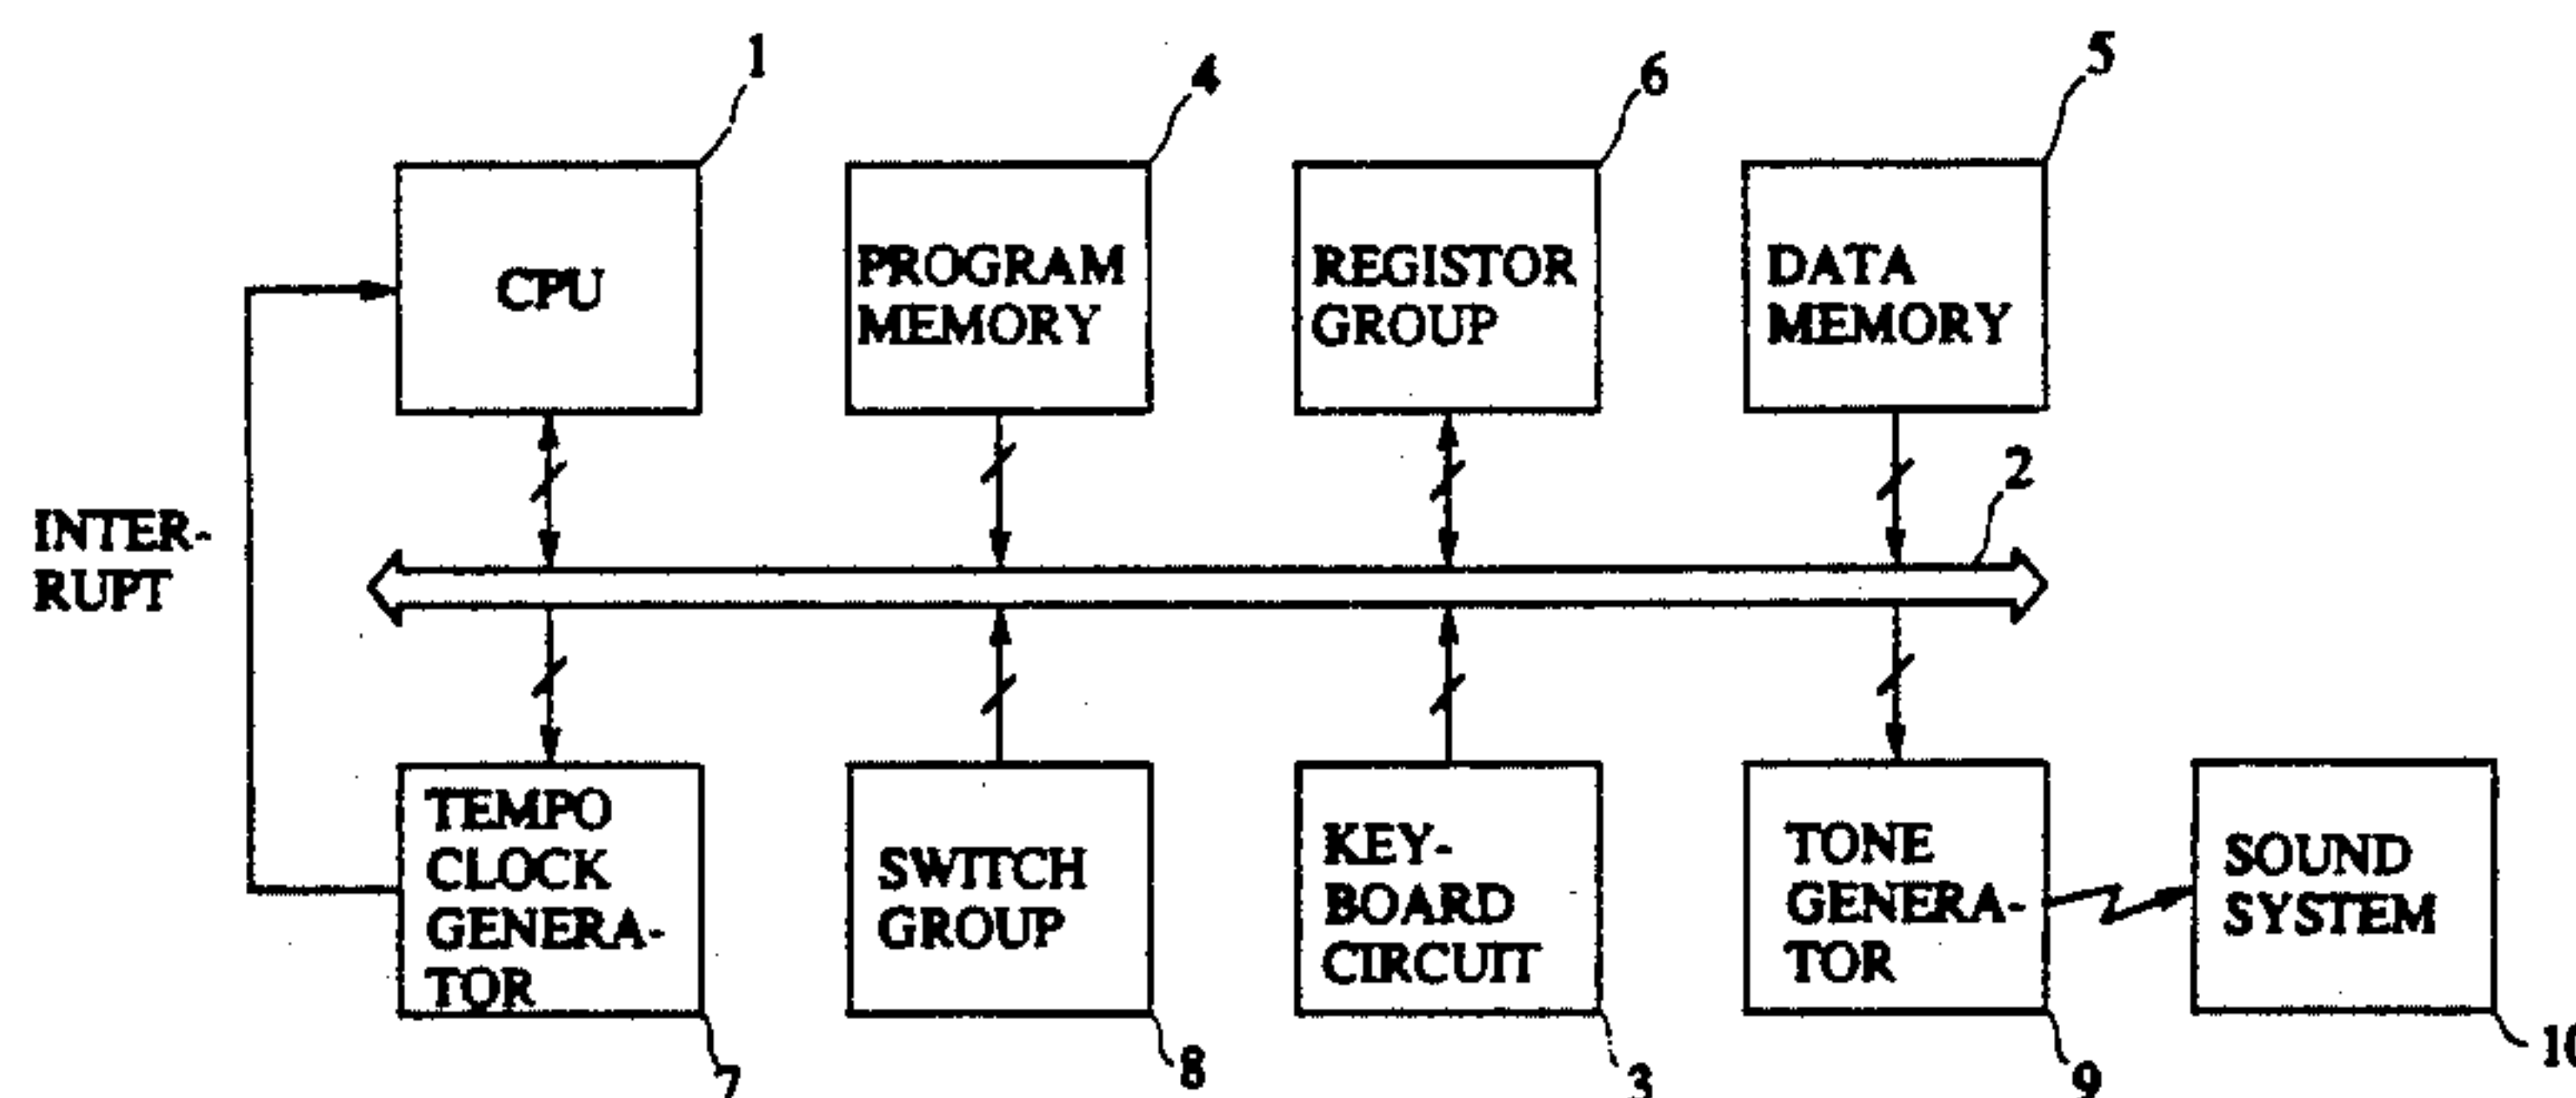 1
4
6
5
CPU
PROGRAM
MEMORY
REGISTOR
GROUP
DATA
MEMORY
2
INTER-
RUPT
TEMPO
CLOCK
GENERA-
TOR
SWITCH
GROUP
KEY-
BOARD
CIRCUIT
TONE
GENERA-
TOR
SOUND
SYSTEM
7
8
3
9
10